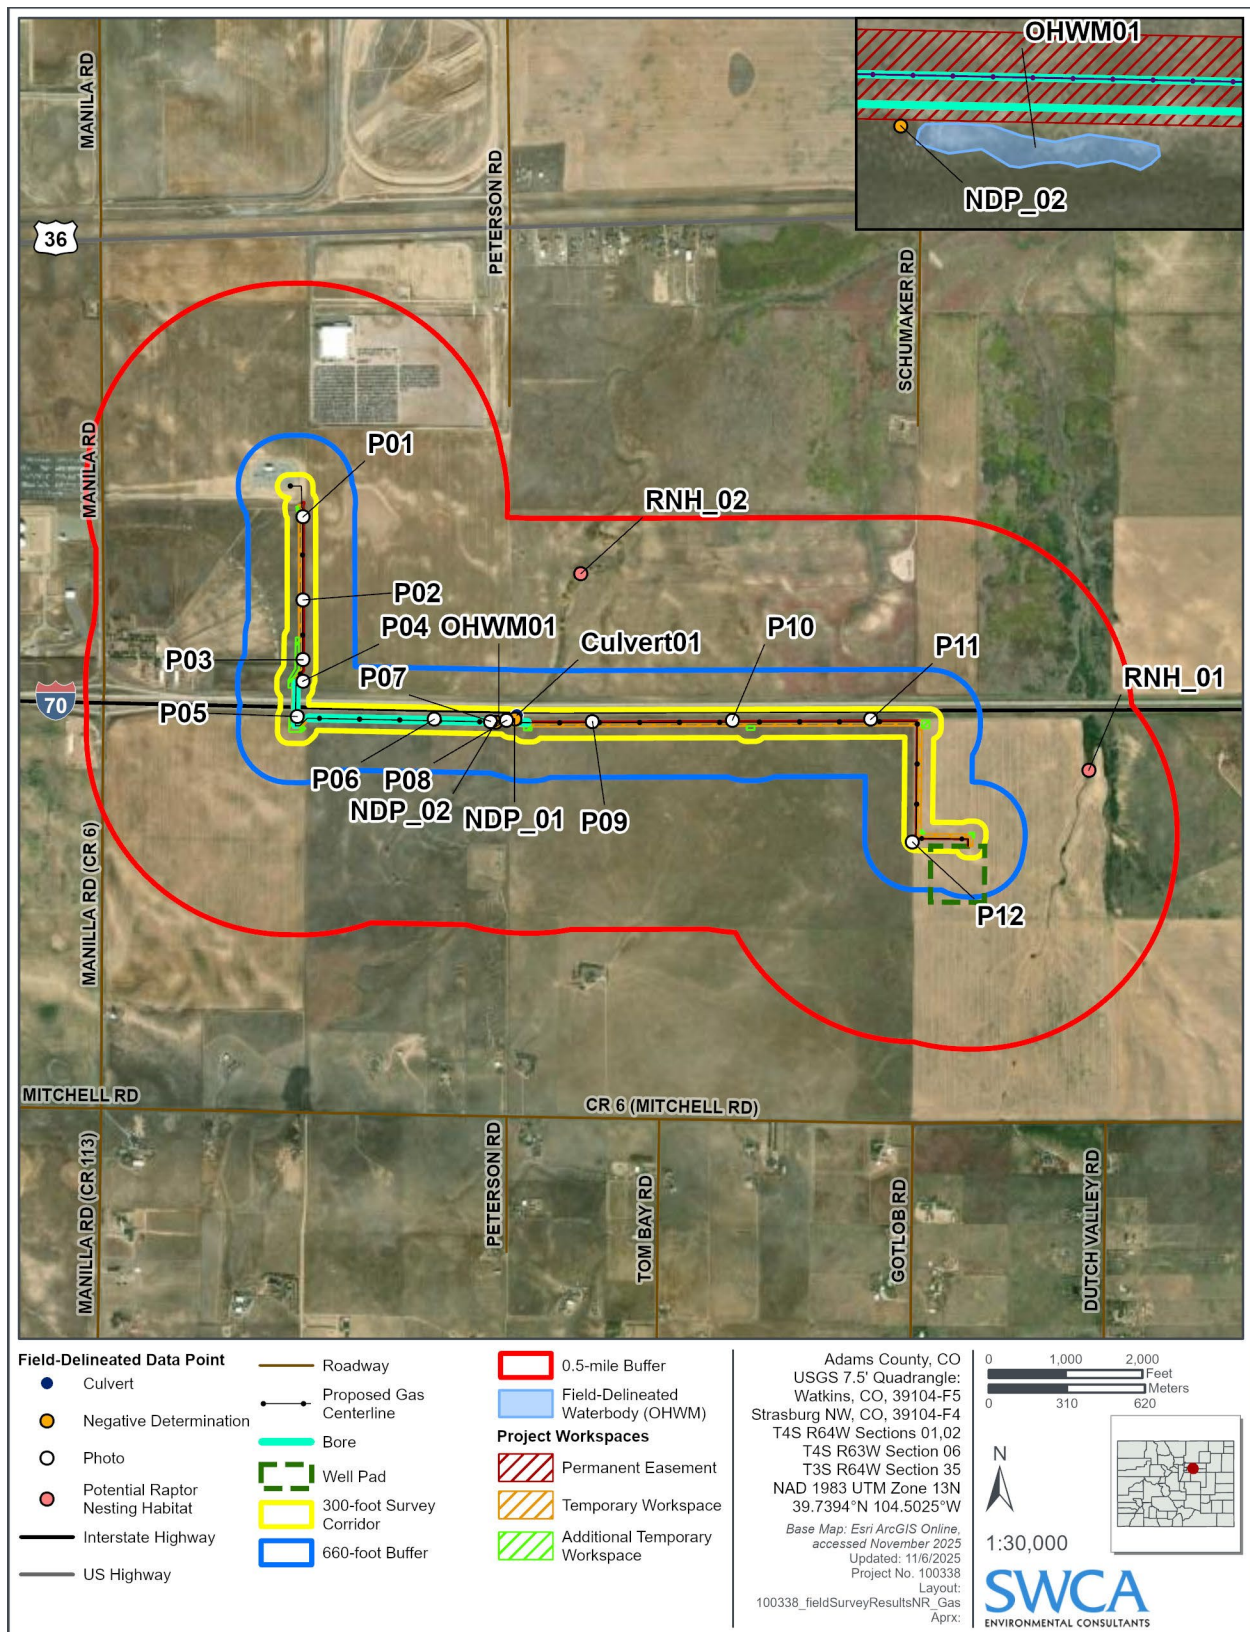 OHWM01
NDP_02
MANILA RD
PETERSON RD
36
SCHUMAKER RD
P01
MANILA RD
RNH_02
P02
P04
OHWM01
Culvert01
P10
P11
P03
P07
RNH_01
70
P05
P06
P08
NDP_02
NDP_01
P09
P12
MANILLA RD (CR 6)
MITCHELL RD
CR 6 (MITCHELL RD)
MANILLA RD (CR 113)
PETERSON RD
TOM BAY RD
GOTLOB RD
DUTCH VALLEY RD
Field-Delineated Data Point
Culvert
Negative Determination
Photo
Potential Raptor
Nesting Habitat
Interstate Highway
US Highway
Roadway
Proposed Gas
Centerline
Bore
Well Pad
300-foot Survey
Corridor
660-foot Buffer
0.5-mile Buffer
Field-Delineated
Waterbody (OHWM)
Project Workspaces
Permanent Easement
Temporary Workspace
Additional Temporary
Workspace
Adams County, CO
USGS 7.5' Quadrangle:
Watkins, CO, 39104-F5
Strasburg NW, CO, 39104-F4
T4S R64W Sections 01,02
T4S R63W Section 06
T3S R64W Section 35
NAD 1983 UTM Zone 13N
39.7394°N 104.5025°W
Base Map: Esri ArcGIS Online,
accessed November 2025
Updated: 11/6/2025
Project No. 100338
Layout:
100338_fieldSurveyResultsNR_Gas
Aprx:
0 1,000 2,000
Feet
Meters
0 310 620
N
1:30,000
SWCA
ENVIRONMENTAL CONSULTANTS